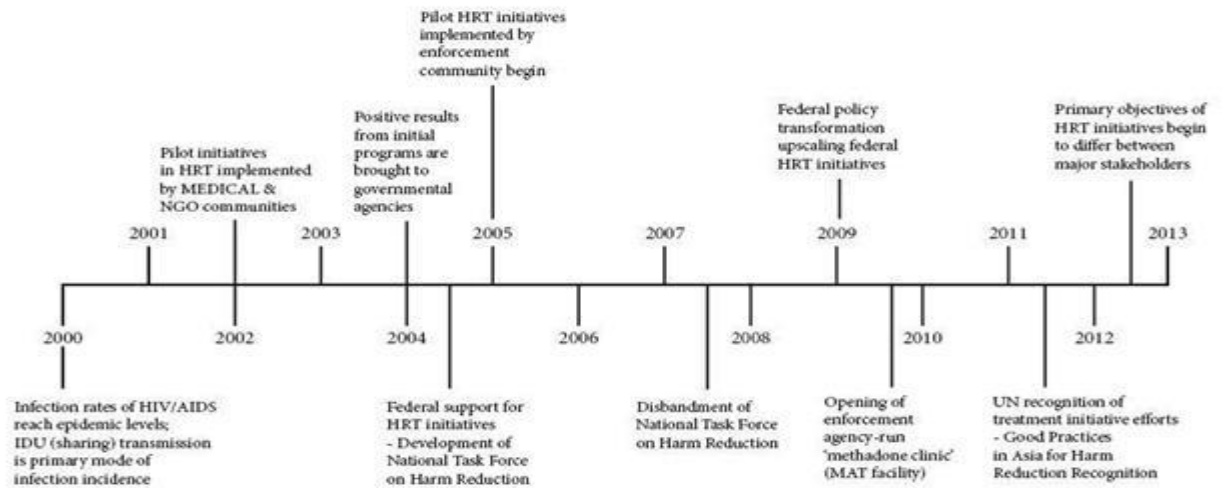 Pilot HRT initiatives
implemented by
enforcement
community begin
Positive results
from initial
programs are
brought to
governmental
agencies
Federal policy
transformation
upscaling federal
HRT initiatives
Primary objectives of
HRT initiatives begin
to differ between
major stakeholders
Pilot initiatives
in HRT implemented
by MEDICAL &
NGO communities
2001
2003
2005
2007
2009
2011
2013
2000
2002
2004
2006
2008
2010
2012
Infection rates of HIV/AIDS
reach epidemic levels;
IDU (sharing) transmission
is primary mode of
infection incidence
Federal support for
HRT initiatives
- Development of
National Task Force
on Harm Reduction
Disbandment of
National Task Force
on Harm Reduction
Opening of
enforcement
agency-run
'methadone clinic'
(MAT facility)
UN recognition of
treatment initiative efforts
- Good Practices
in Asia for Harm
Reduction Recognition